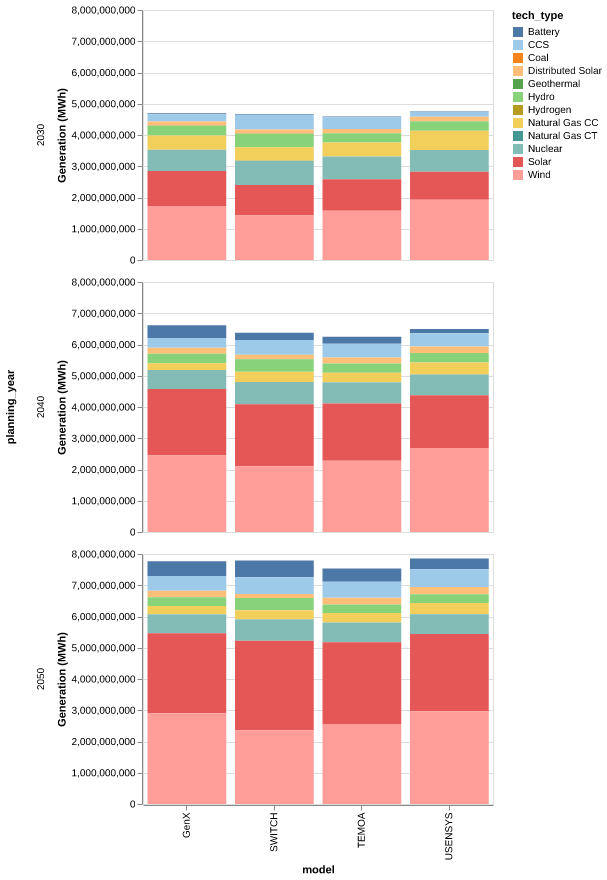 planning_year
2030
Generation (MWh)
8,000,000,000
7,000,000,000
6,000,000,000
5,000,000,000
4,000,000,000
3,000,000,000
2,000,000,000
1,000,000,000
0
2040
Generation (MWh)
8,000,000,000
7,000,000,000
6,000,000,000
5,000,000,000
4,000,000,000
3,000,000,000
2,000,000,000
1,000,000,000
0
2050
Generation (MWh)
8,000,000,000
7,000,000,000
6,000,000,000
5,000,000,000
4,000,000,000
3,000,000,000
2,000,000,000
1,000,000,000
0
GenX
SWITCH
TEMOA
USENSYS
model
tech_type
Battery
CCS
Coal
Distributed Solar
Geothermal
Hydro
Hydrogen
Natural Gas CC
Natural Gas CT
Nuclear
Solar
Wind